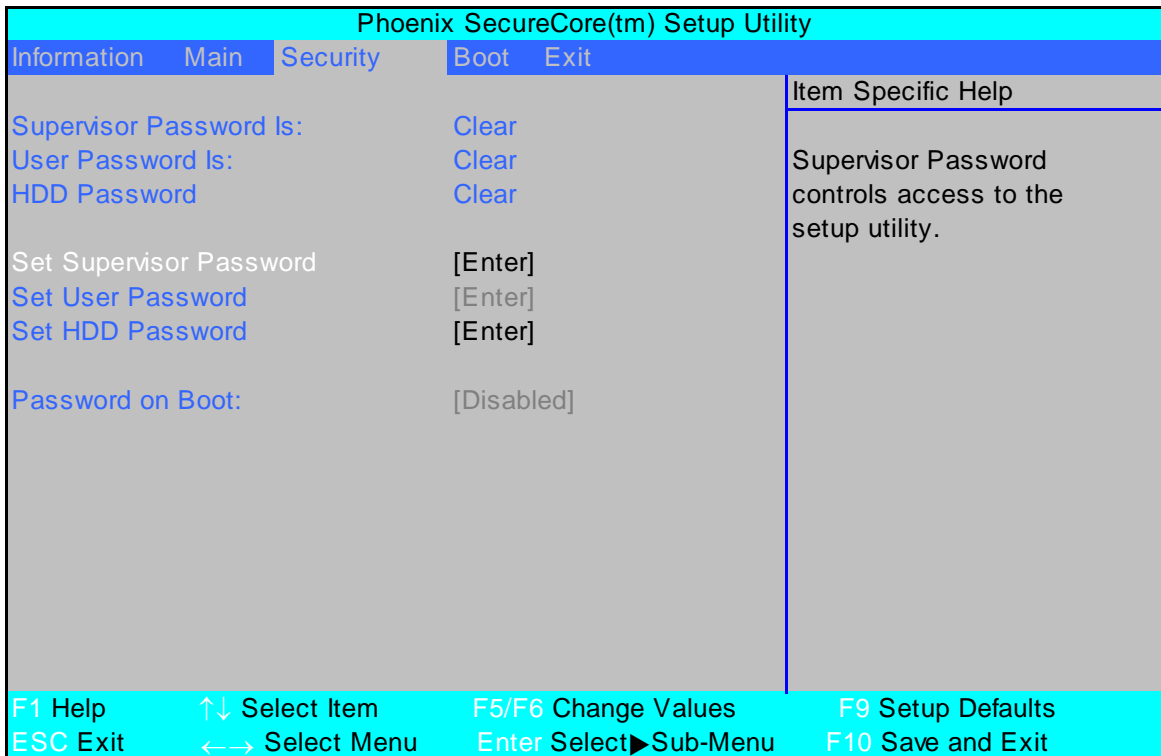 Phoenix SecureCore(tm) Setup Utility
Information Main Security Boot Exit
Item Specific Help
Supervisor Password Is: Clear
User Password Is: Clear
HDD Password Clear
Supervisor Password
controls access to the
setup utility.
Set Supervisor Password [Enter]
Set User Password [Enter]
Set HDD Password [Enter]
Password on Boot: [Disabled]
F1 Help ↑↓ Select Item F5/F6 Change Values F9 Setup Defaults
ESC Exit ←→ Select Menu Enter Select▶Sub-Menu F10 Save and Exit